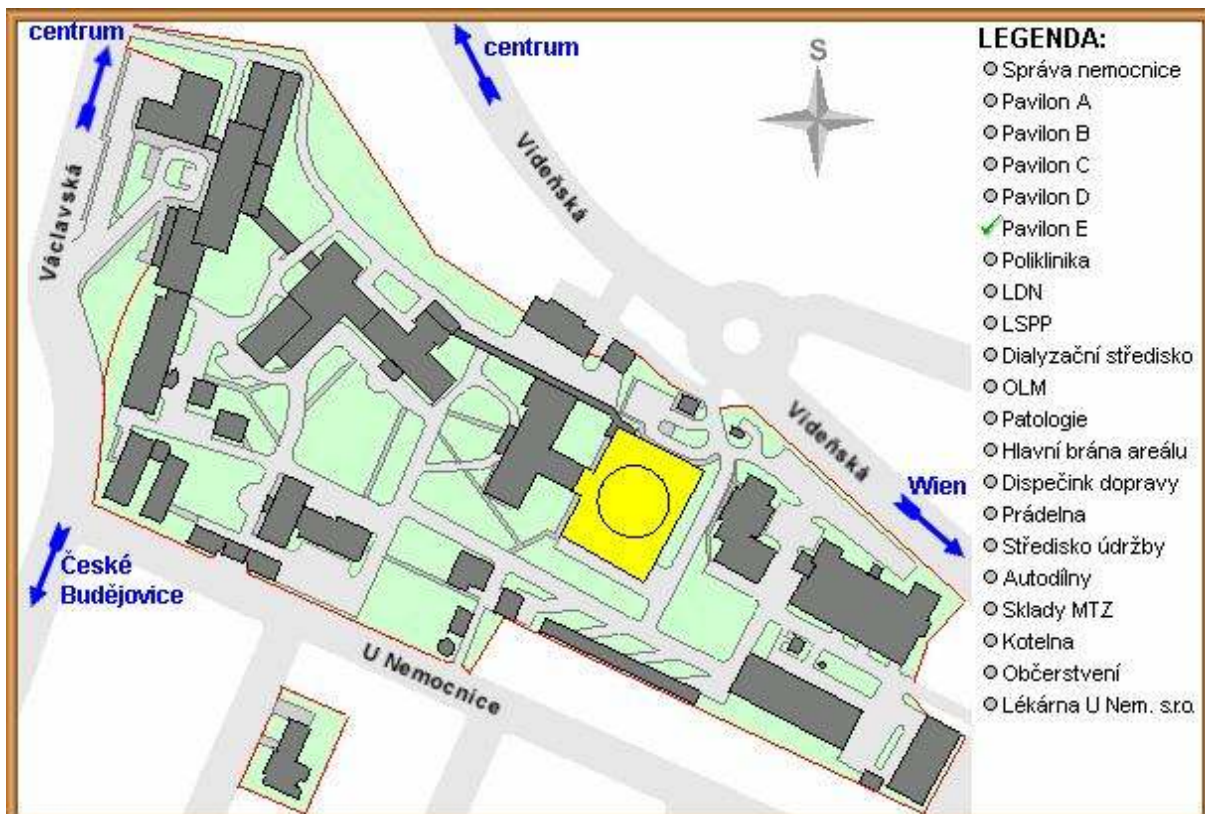 centrum
centrum
S
Václavská
Vídeňská
Vídeňská
Wien
České
Budějovice
U Nemocnice
LEGENDA:
Správa nemocnice
Pavilon A
Pavilon B
Pavilon C
Pavilon D
Pavilon E
Poliklinika
LDN
LSPP
Dialyzační středisko
OLM
Patologie
Hlavní brána areálu
Dispečink dopravy
Prádelna
Středisko údržby
Autodílny
Sklady MTZ
Kotelna
Občerstvení
Lékárna U Nem. s.r.o.